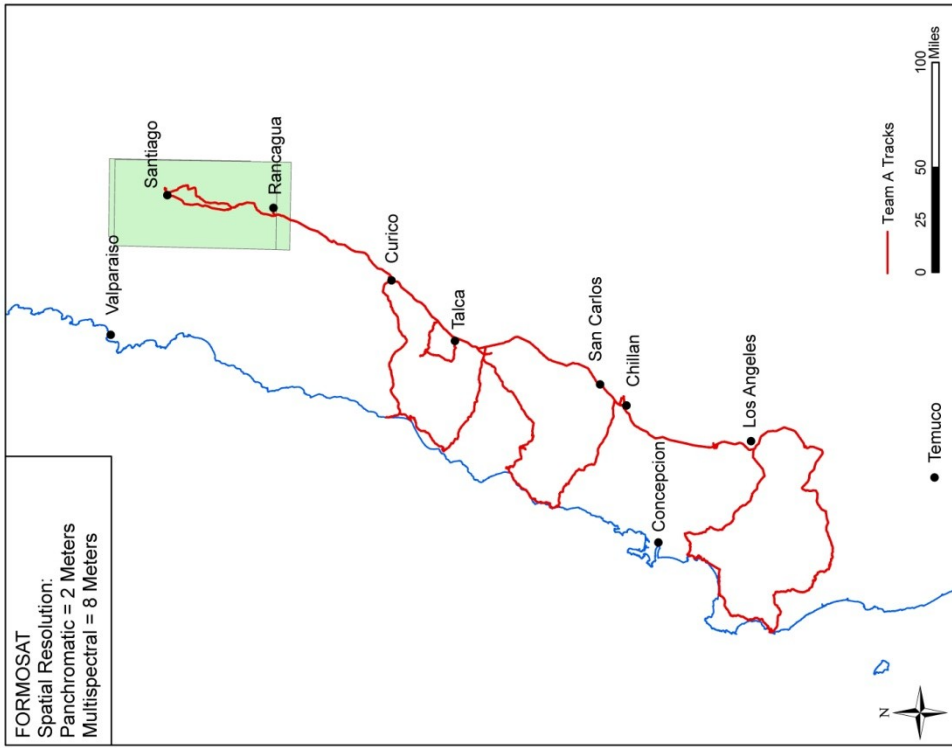 FORMOSAT
Spatial Resolution:
Panchromatic = 2 Meters
Multispectral = 8 Meters
Valparaiso
Santiago
Rancagua
Curico
Talca
San Carlos
Chillan
Concepcion
Los Angeles
Temuco
Team A Tracks
0 25 50 100
Miles
N